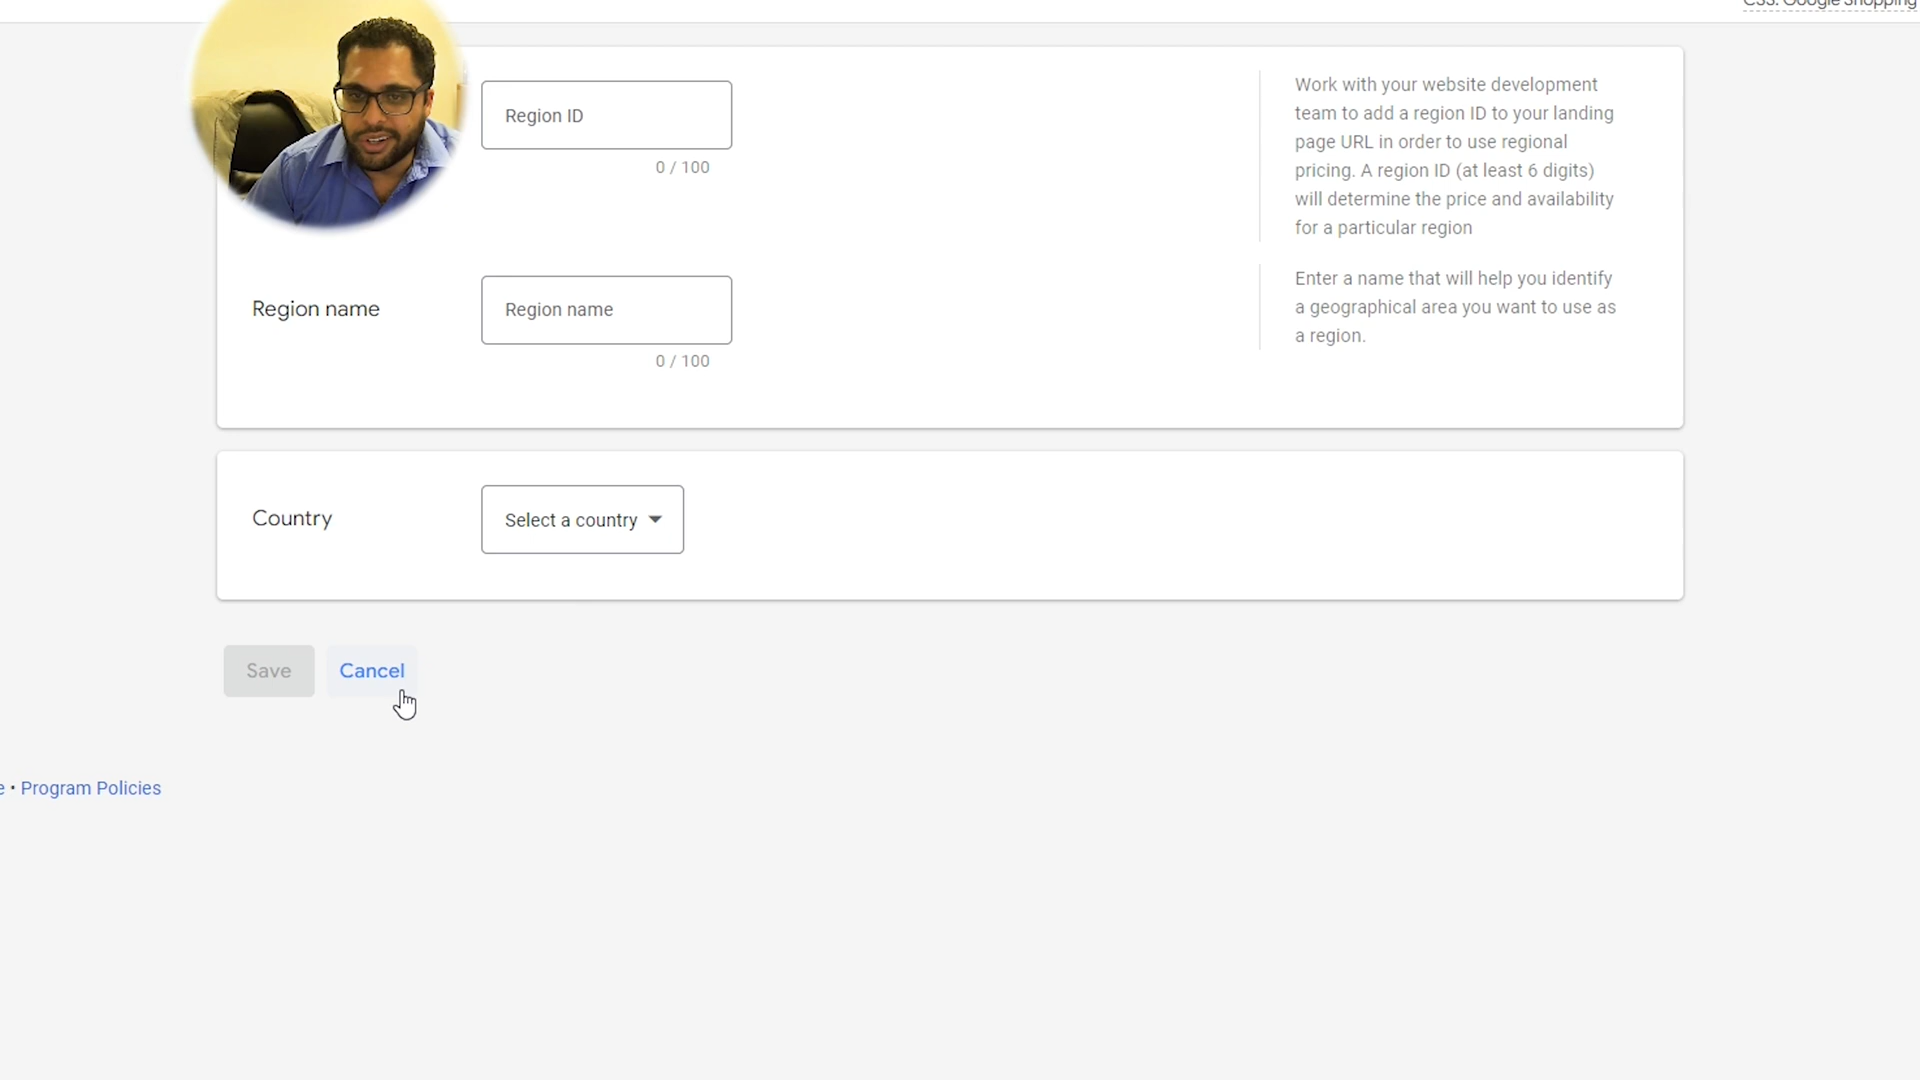 CSS: Google Shopping
Region ID
0 / 100
Work with your website development
team to add a region ID to your landing
page URL in order to use regional
pricing. A region ID (at least 6 digits)
will determine the price and availability
for a particular region
Region name
Region name
0 / 100
Enter a name that will help you identify
a geographical area you want to use as
a region.
Country
Select a country
Save
Cancel
• Program Policies